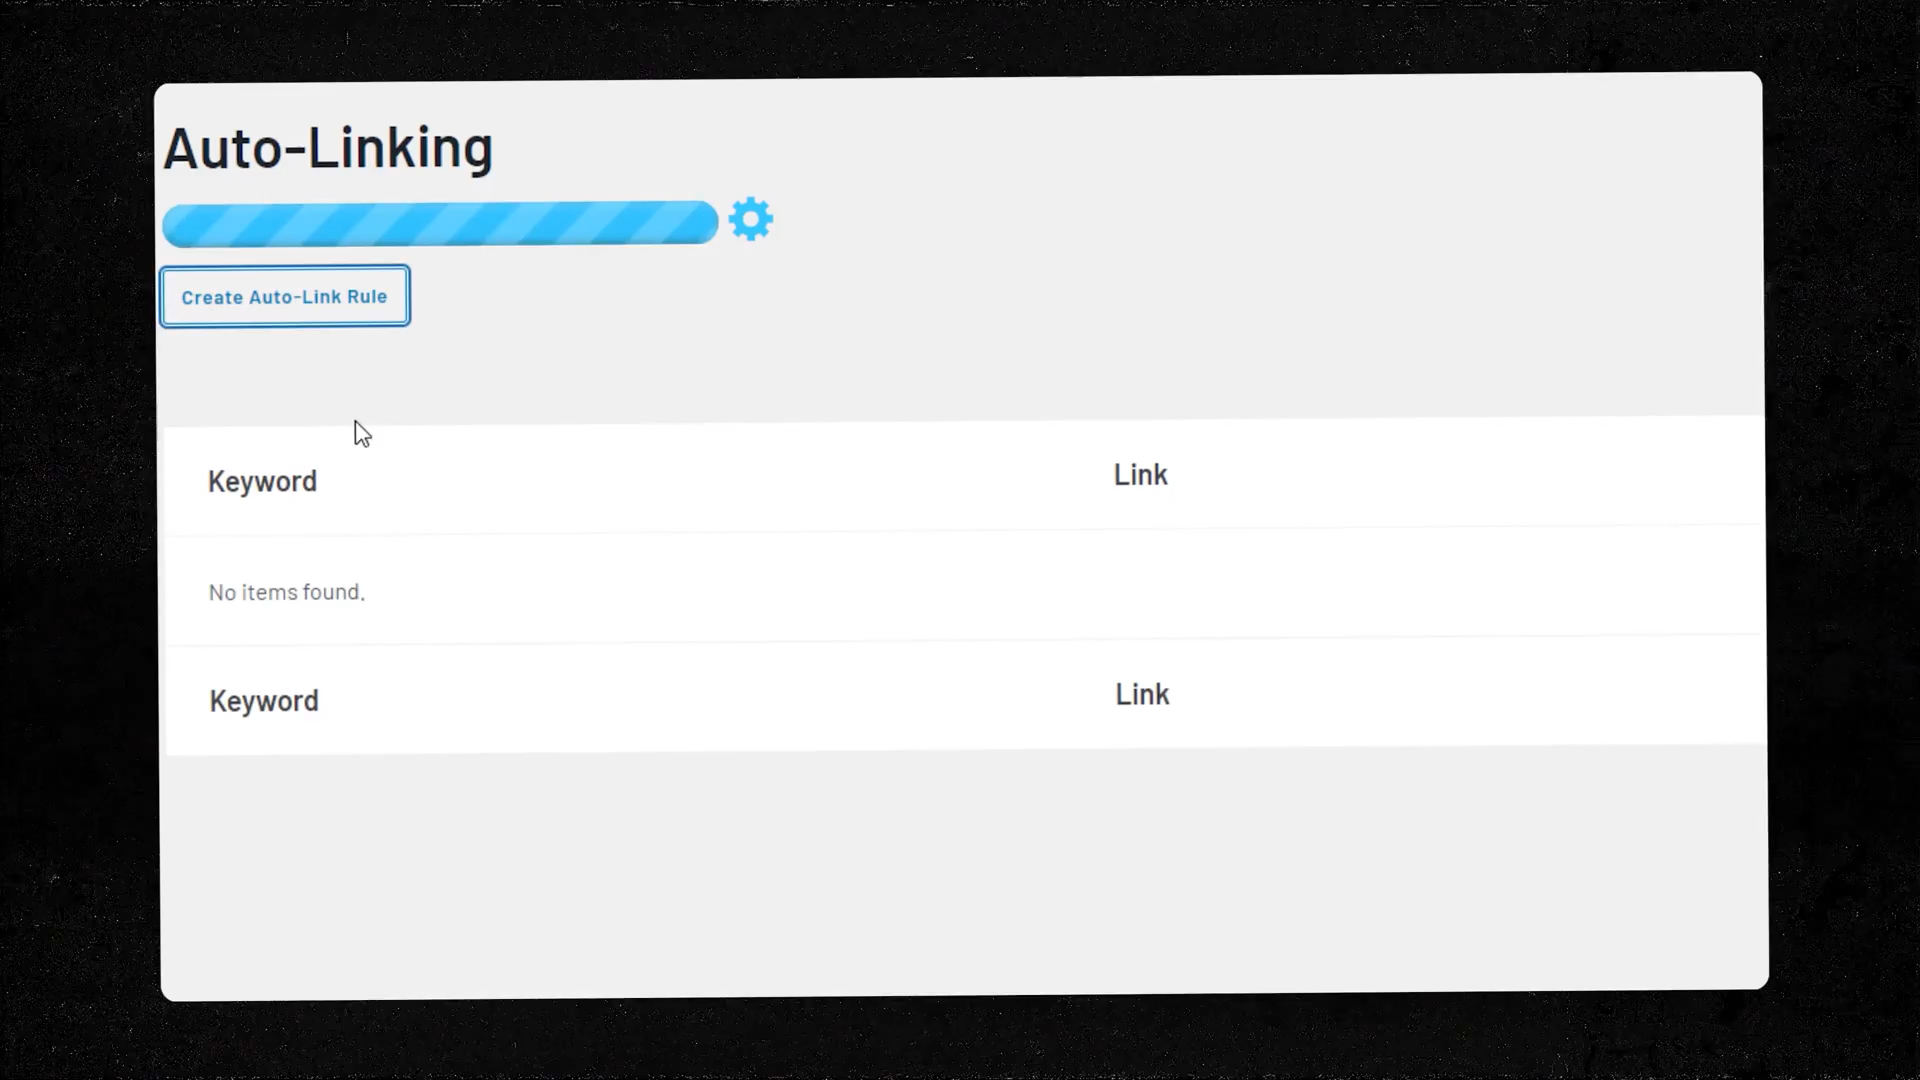 Auto-Linking
Create Auto-Link Rule
Keyword Link
No items found.
Keyword Link